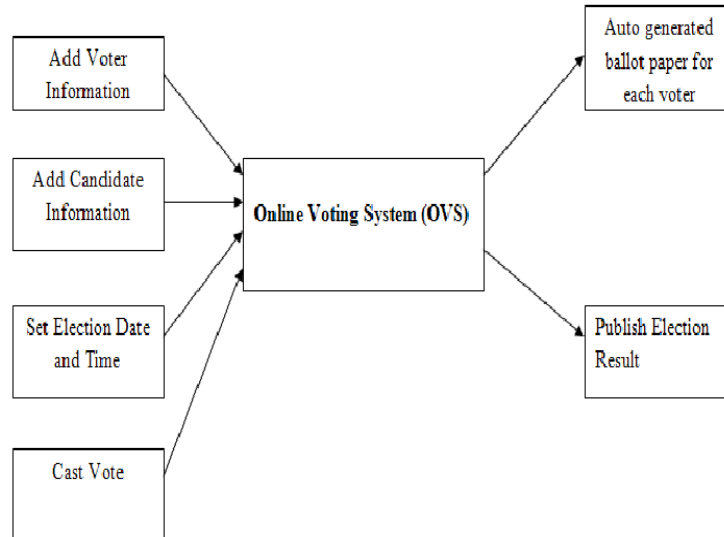 Add Voter
Information
Add Candidate
Information
Set Election Date
and Time
Cast Vote
Online Voting System (OVS)
Auto generated
ballot paper for
each voter
Publish Election
Result